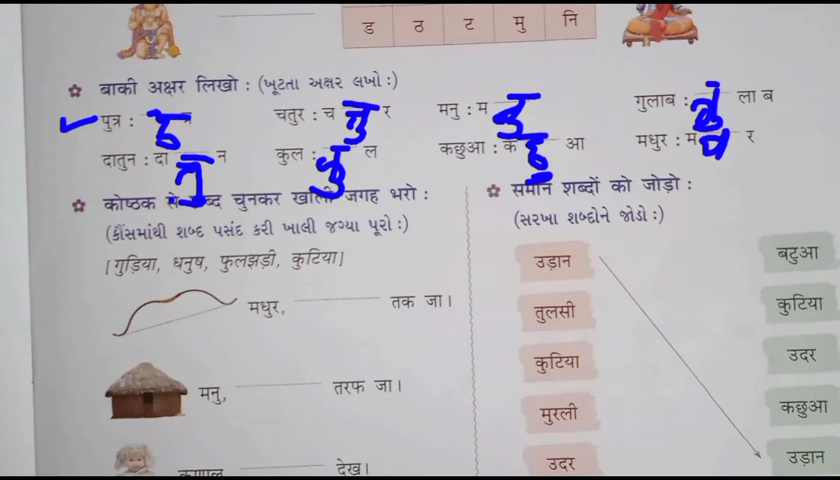 ड ठ ट मु नि
बाकी अक्षर लिखो : (ખૂટતા અક્ષર લખો :)
पुत्र : त्र चतुर : च तु र मनु : म नु गुलाब : गु ला ब
दातुन : दा तु न कुल : कु ल कछुआ : क छु आ मधुर : म र
कोष्ठक से शब्द चुनकर खाली जगह भरो :
(કૌંસમાંથી શબ્દ પસંદ કરી ખાલી જગ્યા પૂરો :)
[गुड़िया, धनुष, फुलझड़ी, कुटिया]
मधुर, तक जा।
मनु, तरफ जा।
देख।
समान शब्दों को जोड़ो :
(સરખા શબ્દોને જોડો :)
उड़ान बटुआ
तुलसी कुटिया
कुटिया उदर
मुरली कछुआ
उदर उड़ान